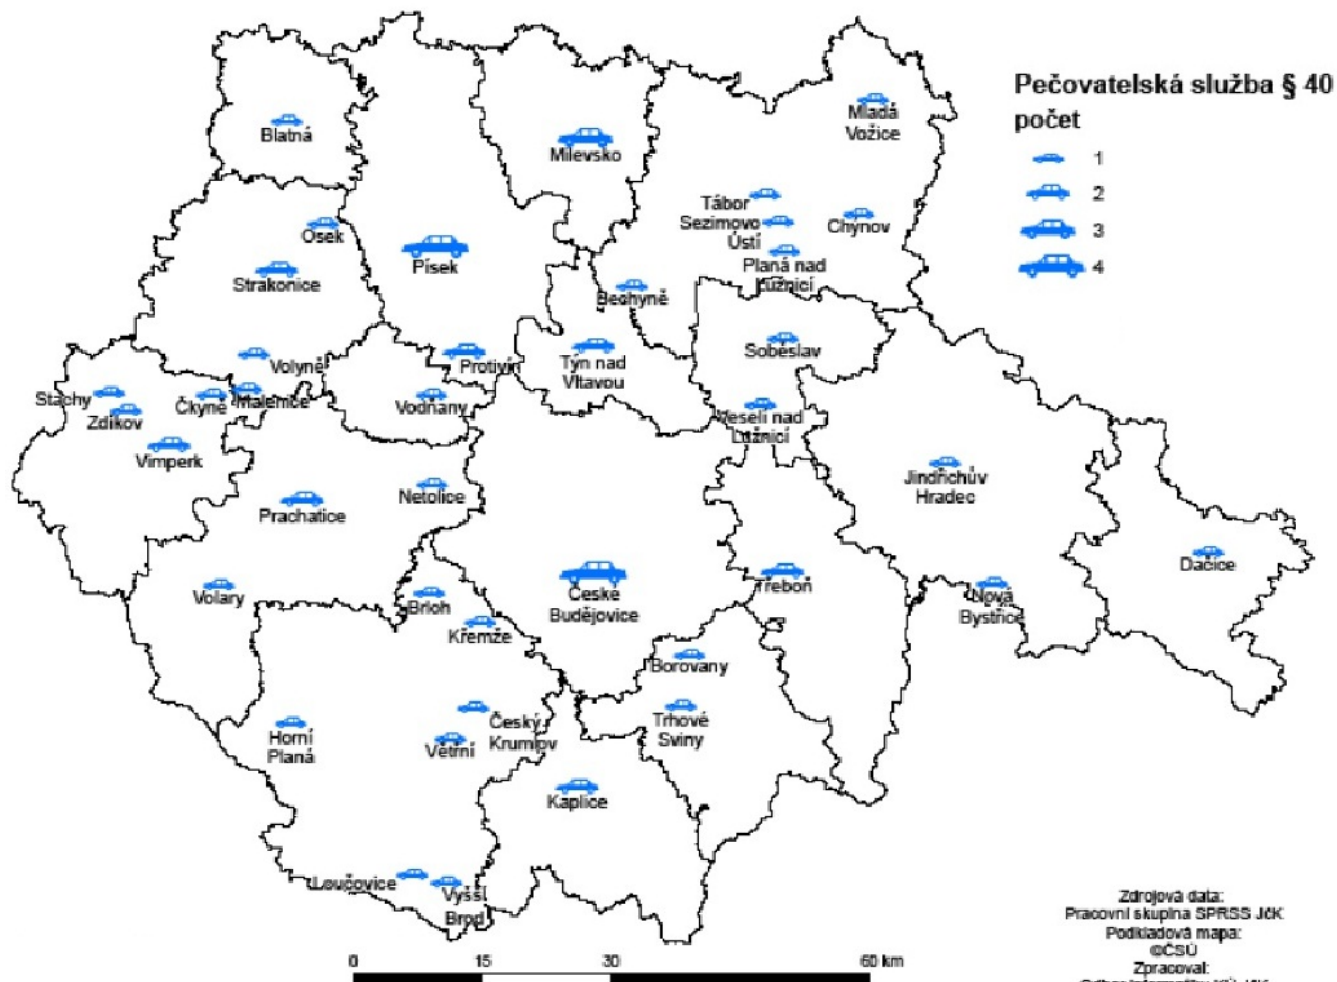 Pečovatelská služba § 40
počet
1
2
3
4
Mladá
Vožice
Blatná
Milevsko
Tábor
Sezimovo
Ústí
Chýnov
Osek
Planá nad
Lužnicí
Písek
Strakonice
Bechyně
Soběslav
Volyně
Protivín
Týn nad
Vltavou
Stachy
Čkyně
Malenice
Vodňany
Zdíkov
Veselí nad
Lužnicí
Vimperk
Jindřichův
Hradec
Netolice
Prachatice
Dačice
Volary
Třeboň
České
Budějovice
Nová
Bystřice
Brloh
Křemže
Borovany
Trhové
Sviny
Český
Krumlov
Horní
Planá
Větřní
Kaplice
Loučovice
Vyšší
Brod
Zdrojová data:
Pracovní skupina SPRSS JčK
Podkladová mapa:
©ČSÚ
Zpracoval:
0 15 30 60 km